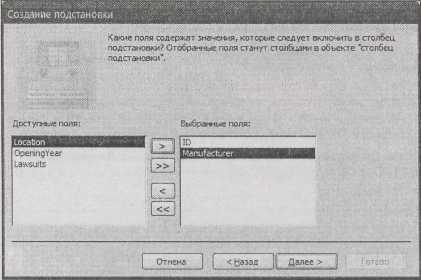 Создание подстановки
Какие поля содержат значения, которые следует включить в столбец
подстановки? Отобранные поля станут столбцами в объекте "столбец
подстановки".
Доступные поля:
Выбранные поля:
Location
OpeningYear
Lawsuits
>
>>
<
<<
ID
Manufacturer
Отмена
< Назад
Далее >
Готово